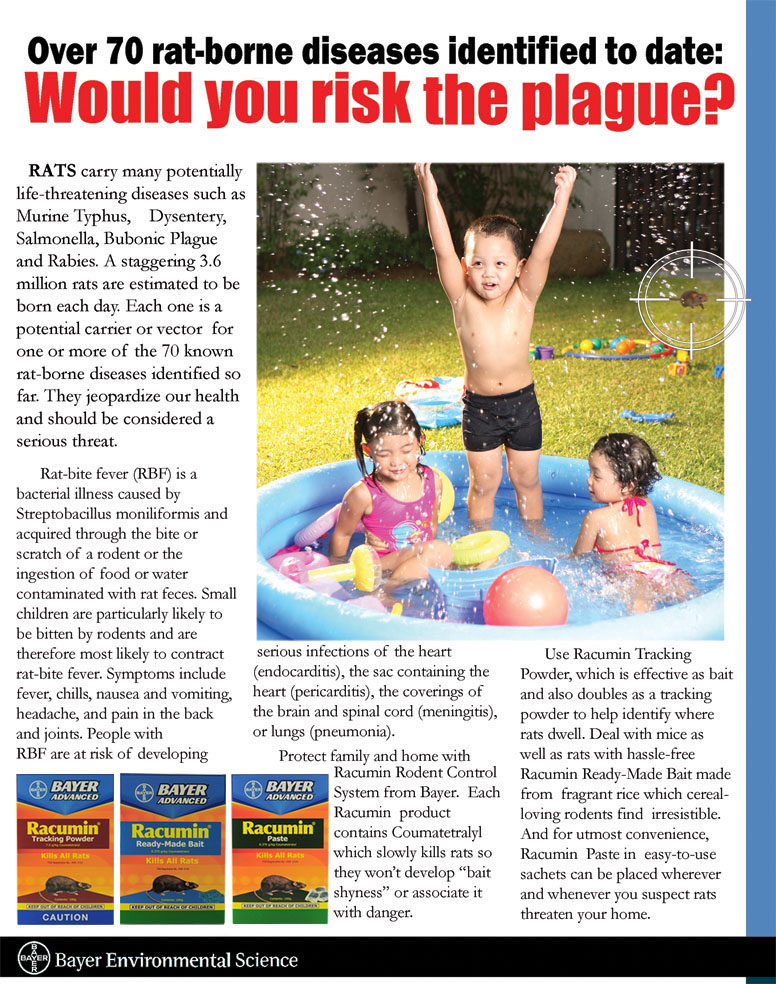 Over 70 rat-borne diseases identified to date:
Would you risk the plague?
RATS carry many potentially
life-threatening diseases such as
Murine Typhus, Dysentery,
Salmonella, Bubonic Plague
and Rabies. A staggering 3.6
million rats are estimated to be
born each day. Each one is a
potential carrier or vector for
one or more of the 70 known
rat-borne diseases identified so
far. They jeopardize our health
and should be considered a
serious threat.
Rat-bite fever (RBF) is a
bacterial illness caused by
Streptobacillus moniliformis and
acquired through the bite or
scratch of a rodent or the
ingestion of food or water
contaminated with rat feces. Small
children are particularly likely to
be bitten by rodents and are
therefore most likely to contract
rat-bite fever. Symptoms include
fever, chills, nausea and vomiting,
headache, and pain in the back
and joints. People with
RBF are at risk of developing
serious infections of the heart
(endocarditis), the sac containing the
heart (pericarditis), the coverings of
the brain and spinal cord (meningitis),
or lungs (pneumonia).
Protect family and home with
Racumin Rodent Control
System from Bayer. Each
Racumin product
contains Coumatetralyl
which slowly kills rats so
they won't develop “bait
shyness” or associate it
with danger.
Use Racumin Tracking
Powder, which is effective as bait
and also doubles as a tracking
powder to help identify where
rats dwell. Deal with mice as
well as rats with hassle-free
Racumin Ready-Made Bait made
from fragrant rice which cereal-
loving rodents find irresistible.
And for utmost convenience,
Racumin Paste in easy-to-use
sachets can be placed wherever
and whenever you suspect rats
threaten your home.
BAYER
ADVANCED
Racumin®
Tracking Powder
Kills All Rats
KEEP OUT OF REACH OF CHILDREN
CAUTION
BAYER
ADVANCED
Racumin®
Ready-Made Bait
Kills All Rats
KEEP OUT OF REACH OF CHILDREN
BAYER
ADVANCED
Racumin®
Paste
Kills All Rats
KEEP OUT OF REACH OF CHILDREN
BAYER
Bayer Environmental Science